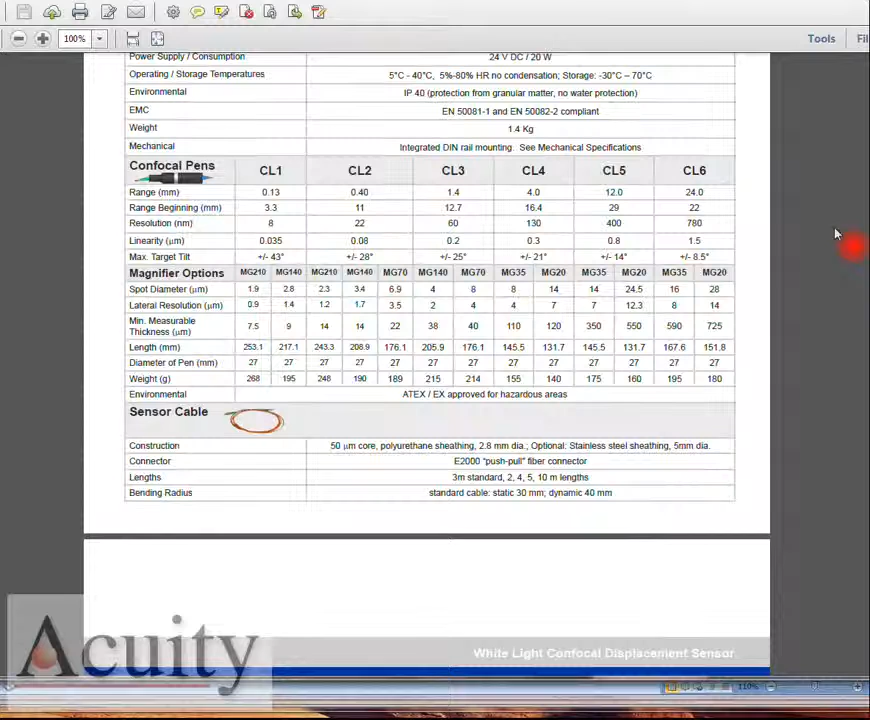 100%
Tools
Fil
Power Supply / Consumption 24 V DC / 20 W
Operating / Storage Temperatures 5°C - 40°C, 5%-80% HR no condensation; Storage: -30°C – 70°C
Environmental IP 40 (protection from granular matter, no water protection)
EMC EN 50081-1 and EN 50082-2 compliant
Weight 1.4 Kg
Mechanical Integrated DIN rail mounting. See Mechanical Specifications
Confocal Pens CL1 CL2 CL3 CL4 CL5 CL6
Range (mm) 0.13 0.40 1.4 4.0 12.0 24.0
Range Beginning (mm) 3.3 11 12.7 16.4 29 22
Resolution (nm) 8 22 60 130 400 780
Linearity (µm) 0.035 0.08 0.2 0.3 0.8 1.5
Max. Target Tilt +/- 43° +/- 28° +/- 25° +/- 21° +/- 14° +/- 8.5°
Magnifier Options MG210 MG140 MG210 MG140 MG70 MG140 MG70 MG35 MG20 MG35 MG20 MG35 MG20
Spot Diameter (µm) 1.9 2.8 2.3 3.4 6.9 4 8 8 14 14 24.5 16 28
Lateral Resolution (µm) 0.9 1.4 1.2 1.7 3.5 2 4 4 7 7 12.3 8 14
Min. Measurable
Thickness (µm) 7.5 9 14 14 22 38 40 110 120 350 550 590 725
Length (mm) 253.1 217.1 243.3 208.9 176.1 205.9 176.1 145.5 131.7 145.5 131.7 167.6 151.8
Diameter of Pen (mm) 27 27 27 27 27 27 27 27 27 27 27 27 27
Weight (g) 268 195 248 190 189 215 214 155 140 175 160 195 180
Environmental ATEX / EX approved for hazardous areas
Sensor Cable
Construction 50 µm core, polyurethane sheathing, 2.8 mm dia.; Optional: Stainless steel sheathing, 5mm dia.
Connector E2000 “push-pull” fiber connector
Lengths 3m standard, 2, 4, 5, 10 m lengths
Bending Radius standard cable: static 30 mm; dynamic 40 mm
Acuity
White Light Confocal Displacement Sensor
110%